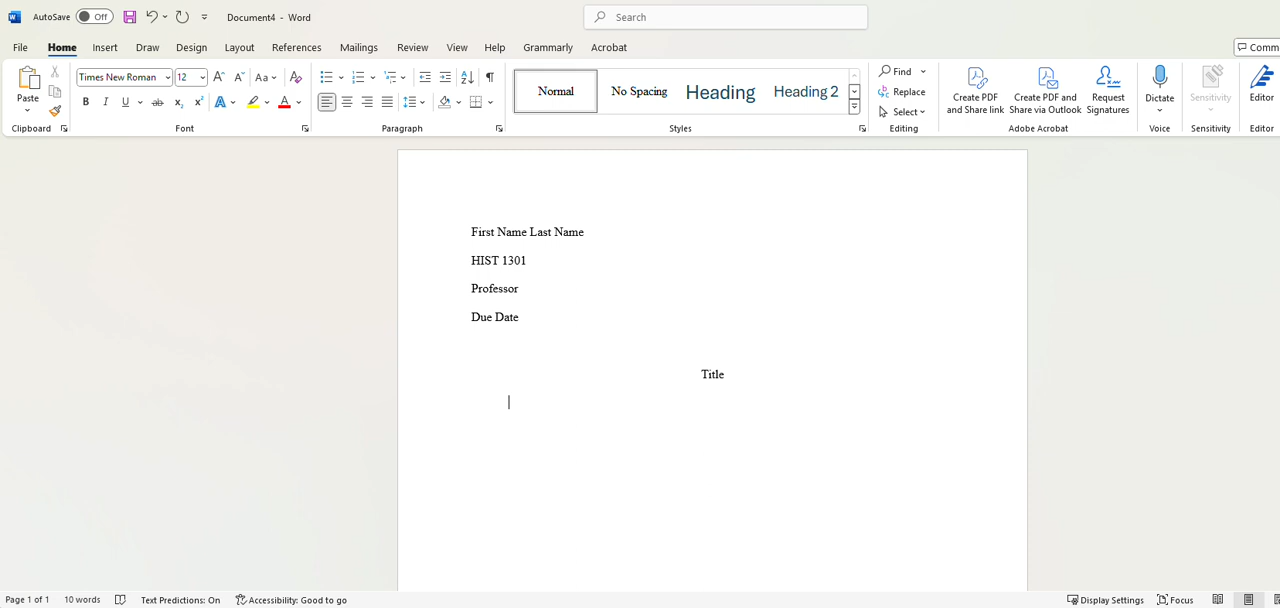 AutoSave Off Document4 - Word Search
File Home Insert Draw Design Layout References Mailings Review View Help Grammarly Acrobat Comm
Times New Roman 12 Aa Normal No Spacing Heading Heading 2 Find
Paste B I U ab x₂ x² A A Replace Create PDF and Share link Create PDF and Share via Outlook Request Signatures Dictate Sensitivity Editor
Select
Clipboard Font Paragraph Styles Editing Adobe Acrobat Voice Sensitivity Editor
First Name Last Name
HIST 1301
Professor
Due Date
Title
Page 1 of 1 10 words Text Predictions: On Accessibility: Good to go Display Settings Focus